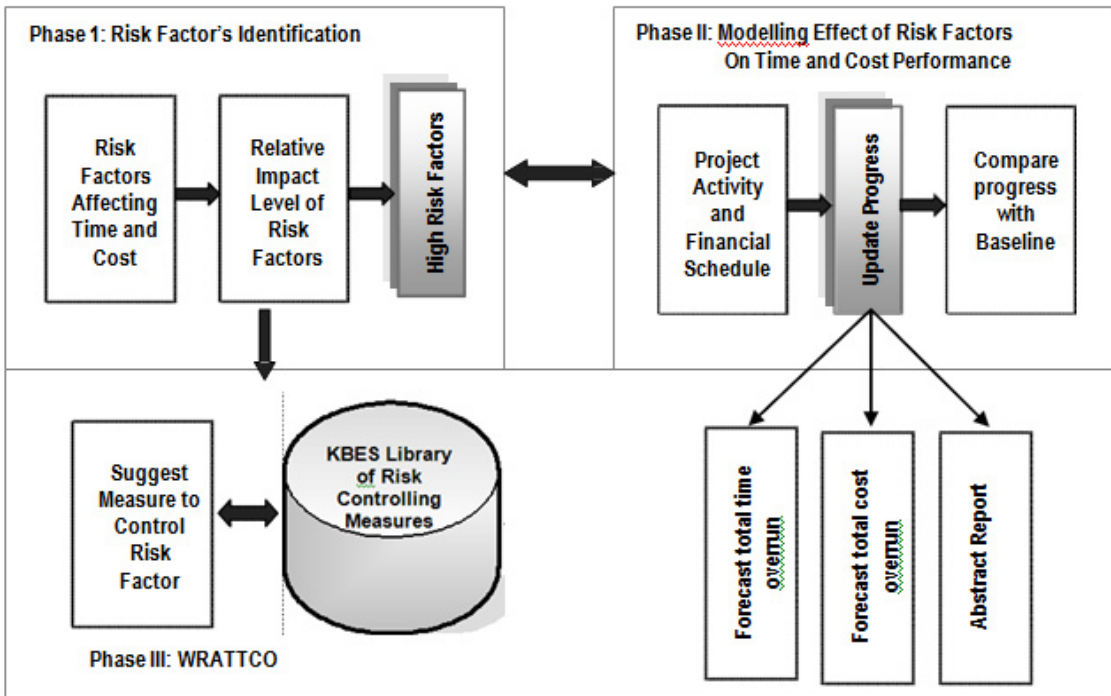 Phase 1: Risk Factor's Identification
Risk
Factors
Affecting
Time and
Cost
Relative
Impact
Level of
Risk
Factors
High Risk Factors
Phase II: Modelling Effect of Risk Factors
On Time and Cost Performance
Project
Activity
and
Financial
Schedule
Update Progress
Compare
progress
with
Baseline
Suggest
Measure to
Control
Risk
Factor
KBES Library
of Risk
Controlling
Measures
Phase III: WRATTCO
Forecast total time
overrun
Forecast total cost
overrun
Abstract Report